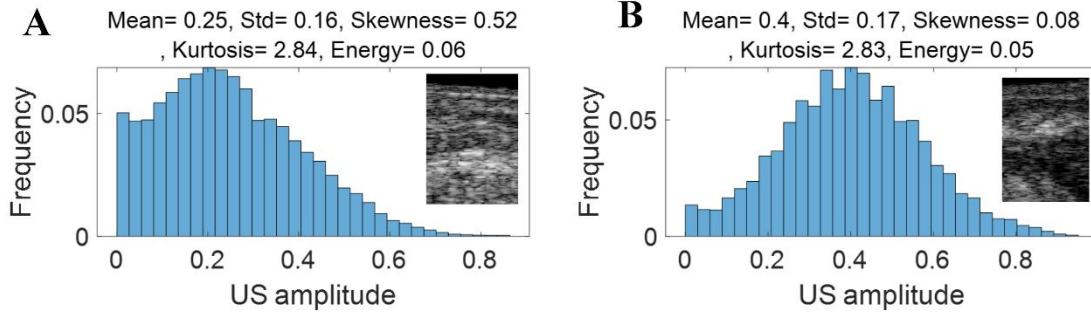 A
Mean= 0.25, Std= 0.16, Skewness= 0.52
, Kurtosis= 2.84, Energy= 0.06
Frequency
0.05
0
0 0.2 0.4 0.6 0.8
US amplitude
B
Mean= 0.4, Std= 0.17, Skewness= 0.08
, Kurtosis= 2.83, Energy= 0.05
Frequency
0.05
0
0 0.2 0.4 0.6 0.8
US amplitude